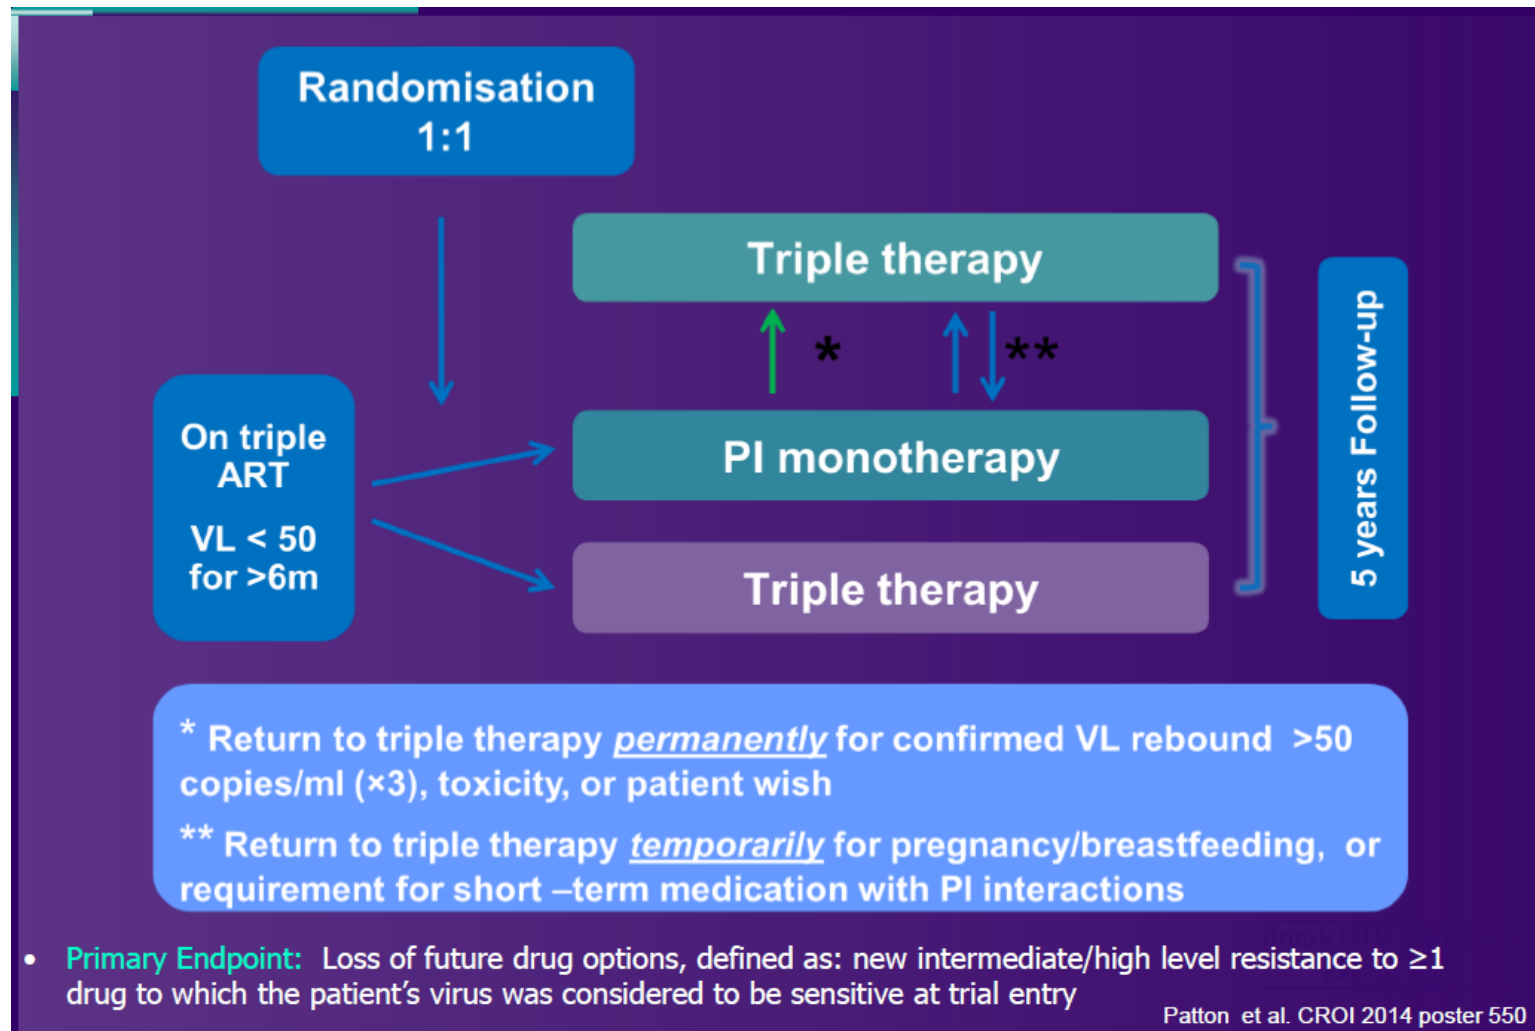 Randomisation
1:1
Triple therapy
*
**
5 years Follow-up
On triple
ART
VL < 50
for >6m
PI monotherapy
Triple therapy
* Return to triple therapy permanently for confirmed VL rebound >50
copies/ml (×3), toxicity, or patient wish
** Return to triple therapy temporarily for pregnancy/breastfeeding, or
requirement for short –term medication with PI interactions
British HIV
• Primary Endpoint: Loss of future drug options, defined as: new intermediate/high level resistance to ≥1
drug to which the patient’s virus was considered to be sensitive at trial entry
Patton et al. CROI 2014 poster 550